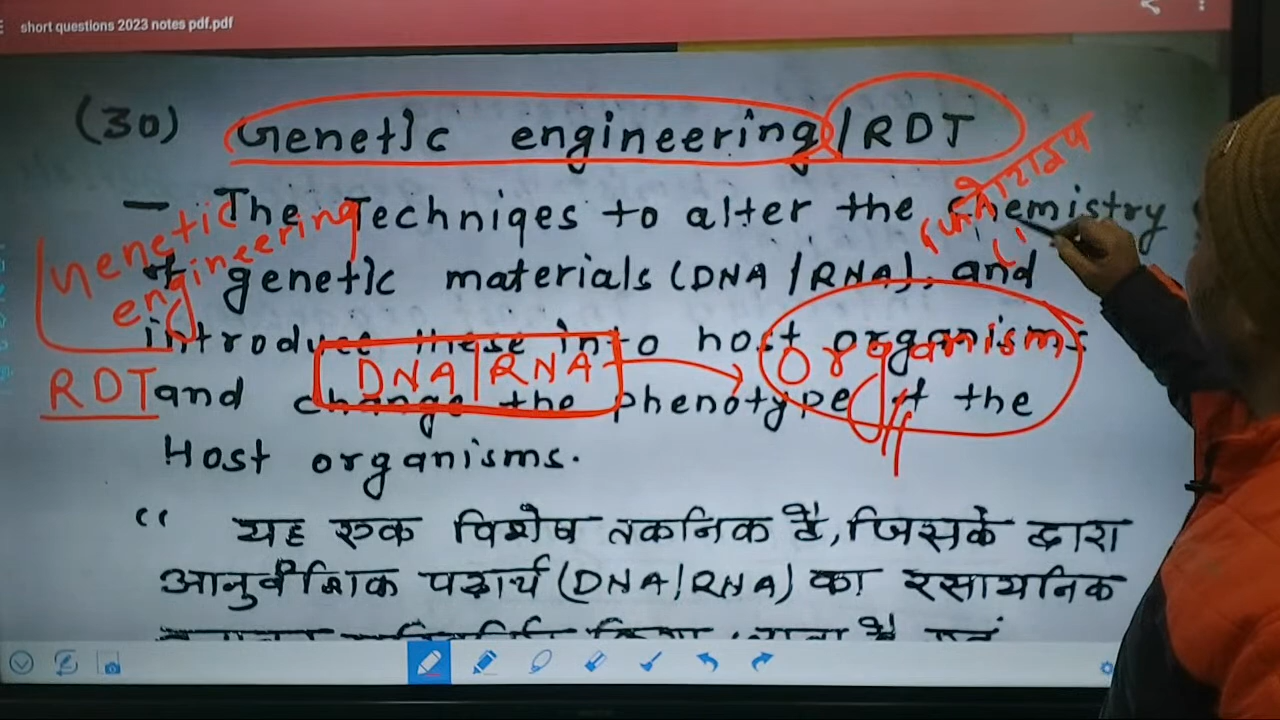 short questions 2023 notes pdf.pdf
(30) Genetic engineering/RDT
- The Techniqes to alter the chemistry
of genetic materials (DNA/RNA), and
introduce these into host organisms
and change the phenotype of the
Host organisms.
Genetic
engineering
RDT
DNA|RNA
Organism
“ यह एक विशेष तकनिक है, जिसके द्वारा
आनुवंशिक पदार्थ (DNA/RNA) का रसायनिक